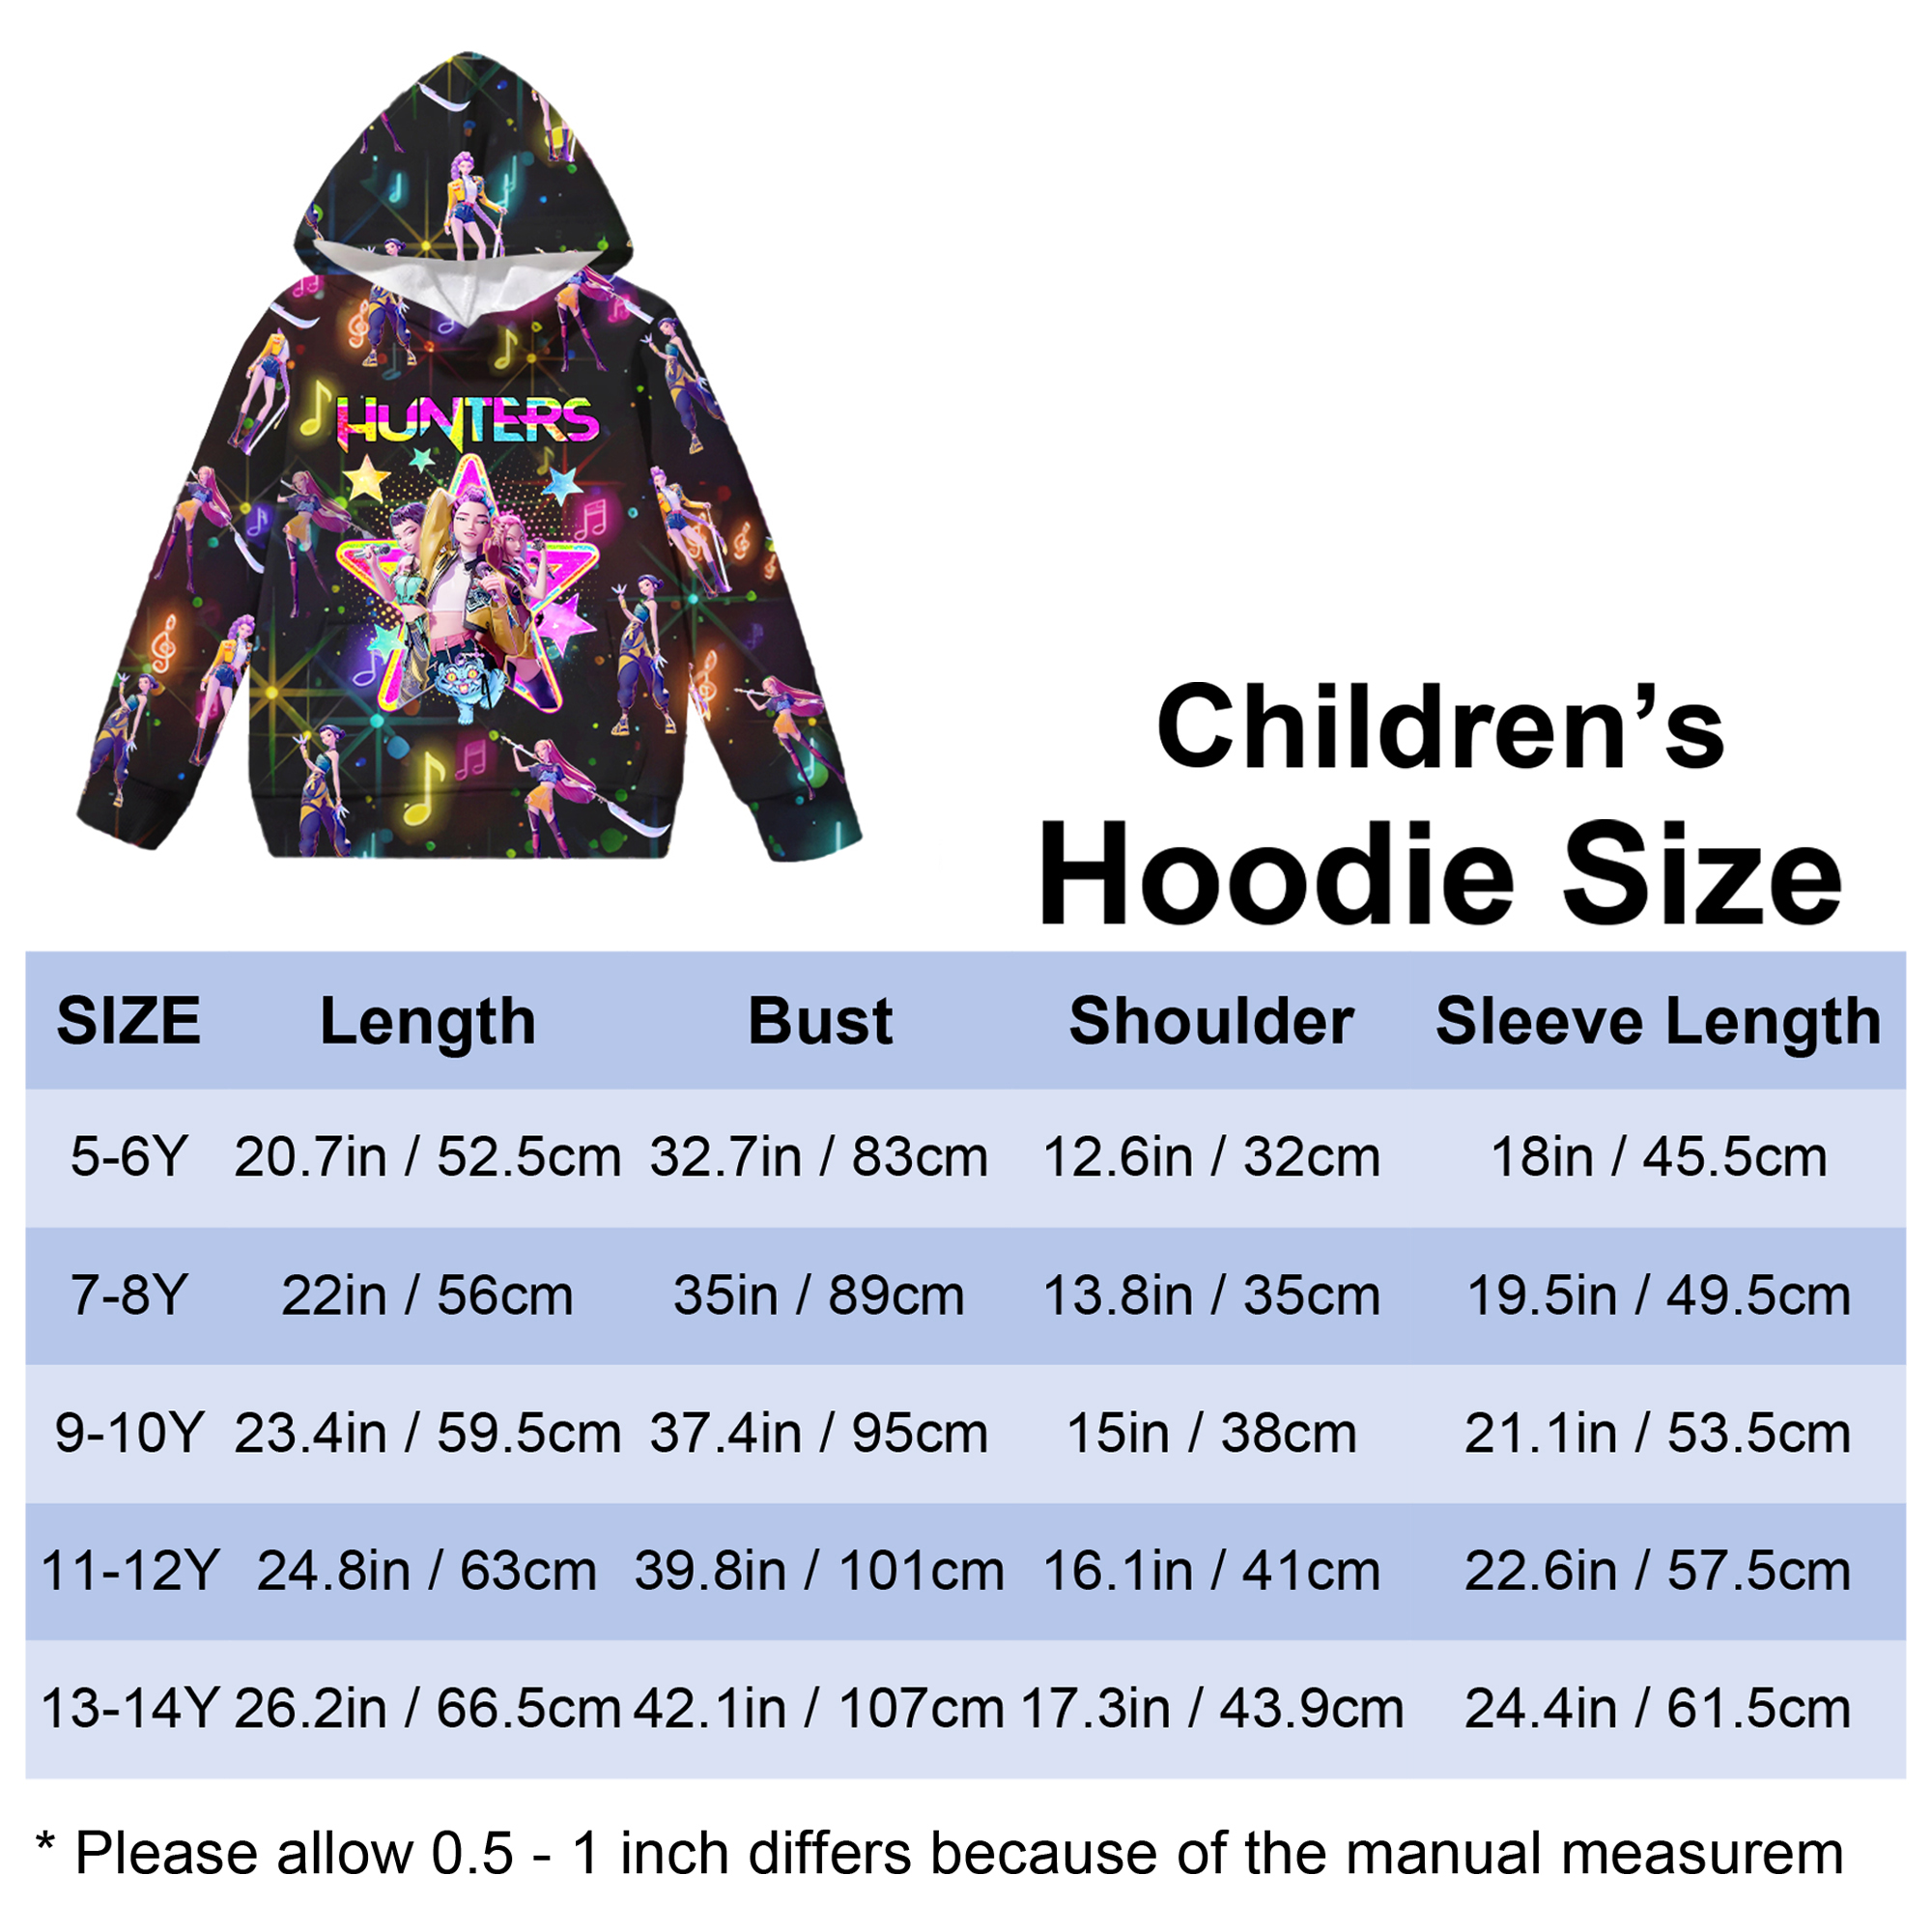 HUNTERS
Children’s
Hoodie Size
SIZE Length Bust Shoulder Sleeve Length
5-6Y 20.7in / 52.5cm 32.7in / 83cm 12.6in / 32cm 18in / 45.5cm
7-8Y 22in / 56cm 35in / 89cm 13.8in / 35cm 19.5in / 49.5cm
9-10Y 23.4in / 59.5cm 37.4in / 95cm 15in / 38cm 21.1in / 53.5cm
11-12Y 24.8in / 63cm 39.8in / 101cm 16.1in / 41cm 22.6in / 57.5cm
13-14Y 26.2in / 66.5cm 42.1in / 107cm 17.3in / 43.9cm 24.4in / 61.5cm
* Please allow 0.5 - 1 inch differs because of the manual measurem